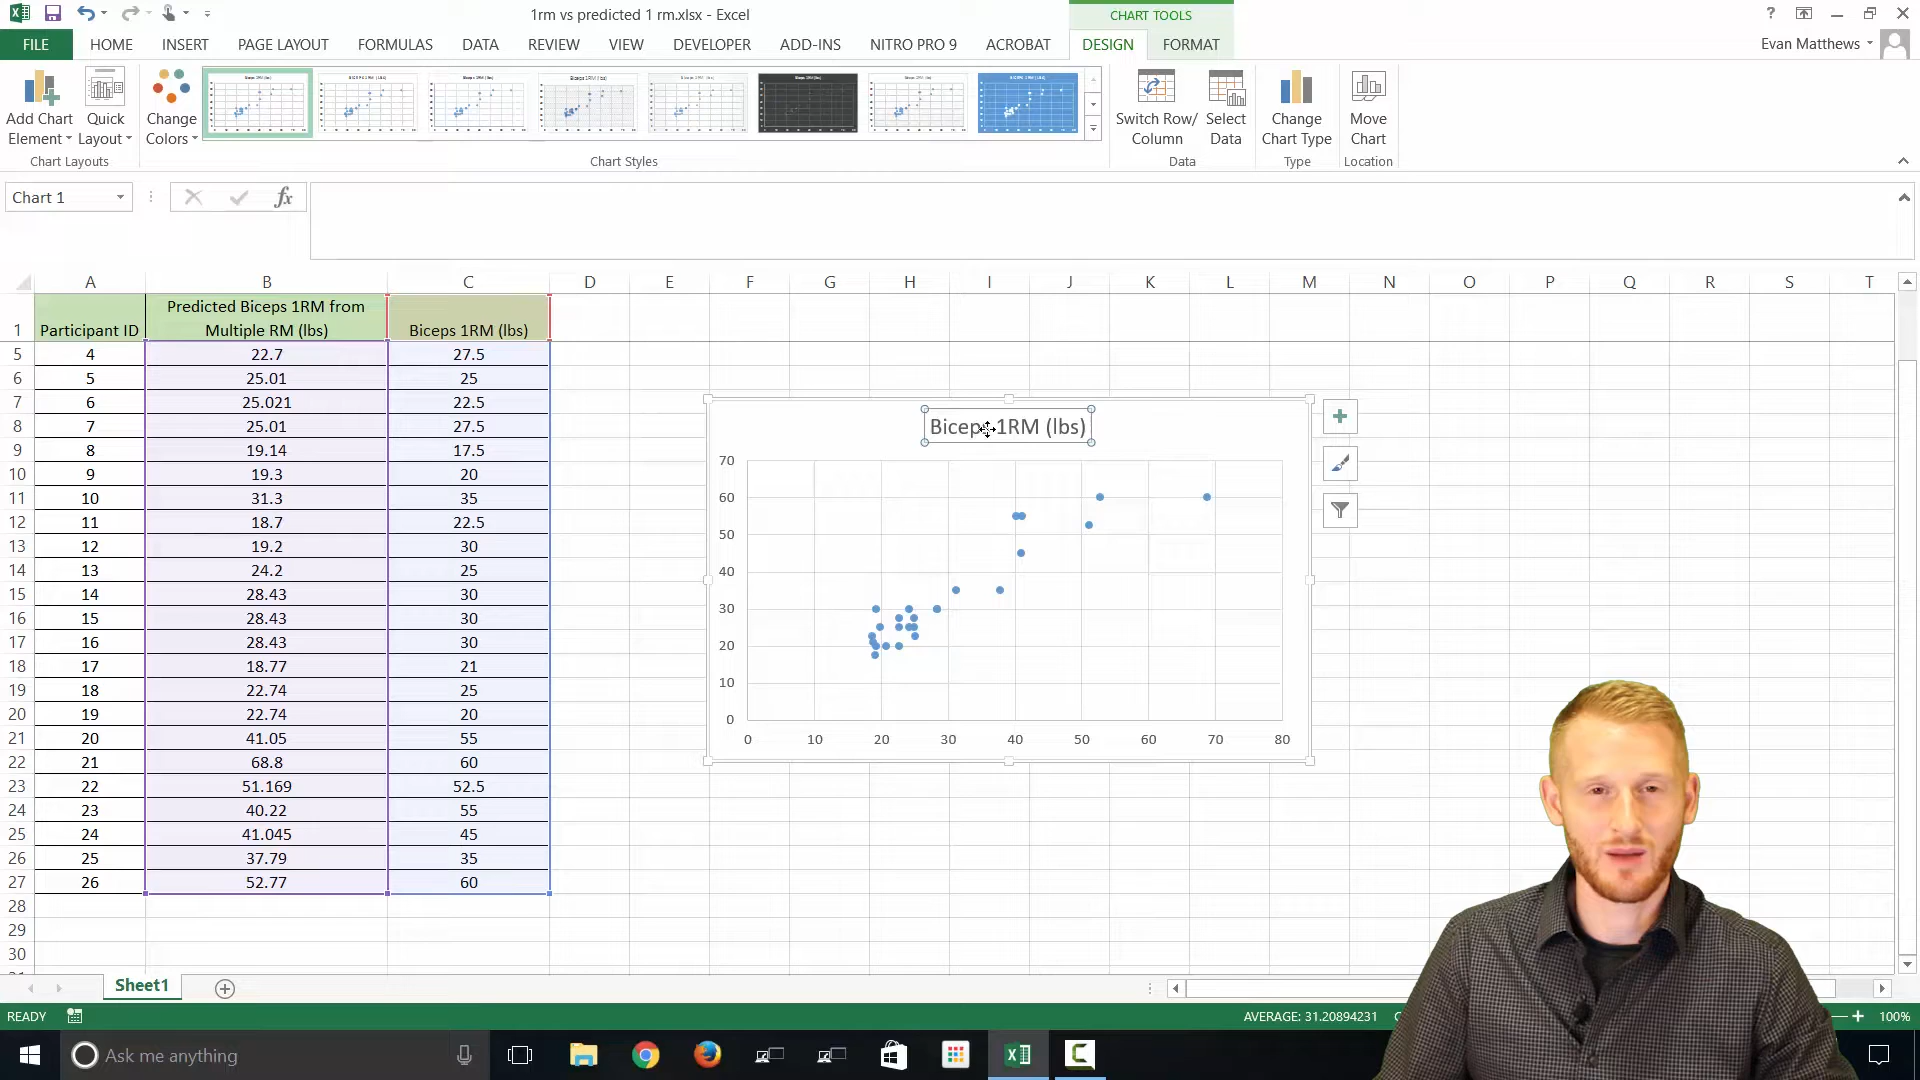 1rm vs predicted 1 rm.xlsx - Excel
CHART TOOLS
?
FILE HOME INSERT PAGE LAYOUT FORMULAS DATA REVIEW VIEW DEVELOPER ADD-INS NITRO PRO 9 ACROBAT DESIGN FORMAT
Evan Matthews
Add Chart Element
Quick Layout
Change Colors
Switch Row/ Column
Select Data
Change Chart Type
Move Chart
Chart Layouts
Chart Styles
Data
Type
Location
Chart 1
fx
A B C D E F G H I J K L M N O P Q R S T
1 Participant ID Predicted Biceps 1RM from Multiple RM (lbs) Biceps 1RM (lbs)
5 4 22.7 27.5
6 5 25.01 25
7 6 25.021 22.5
8 7 25.01 27.5
9 8 19.14 17.5
10 9 19.3 20
11 10 31.3 35
12 11 18.7 22.5
13 12 19.2 30
14 13 24.2 25
15 14 28.43 30
16 15 28.43 30
17 16 28.43 30
18 17 18.77 21
19 18 22.74 25
20 19 22.74 20
21 20 41.05 55
22 21 68.8 60
23 22 51.169 52.5
24 23 40.22 55
25 24 41.045 45
26 25 37.79 35
27 26 52.77 60
28
29
30
Biceps 1RM (lbs)
70
60
50
40
30
20
10
0
0 10 20 30 40 50 60 70 80
Sheet1
READY
AVERAGE: 31.20894231
100%
Ask me anything